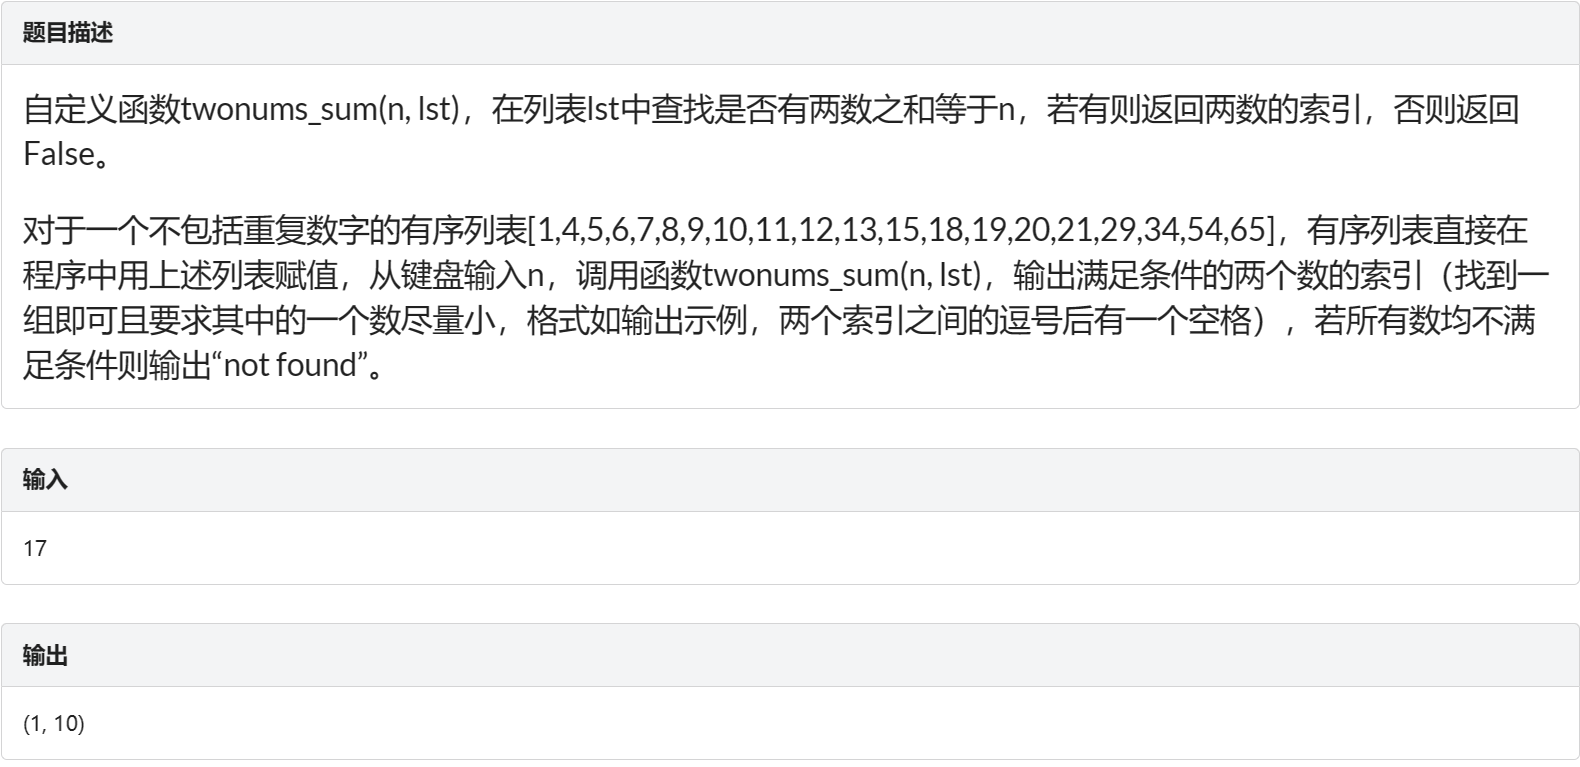 题目描述
自定义函数twonums_sum(n, lst)，在列表lst中查找是否有两数之和等于n，若有则返回两数的索引，否则返回
False。
对于一个不包括重复数字的有序列表[1,4,5,6,7,8,9,10,11,12,13,15,18,19,20,21,29,34,54,65]，有序列表直接在
程序中用上述列表赋值，从键盘输入n，调用函数twonums_sum(n, lst)，输出满足条件的两个数的索引（找到一
组即可且要求其中的一个数尽量小，格式如输出示例，两个索引之间的逗号后有一个空格），若所有数均不满
足条件则输出“not found”。
输入
17
输出
(1, 10)